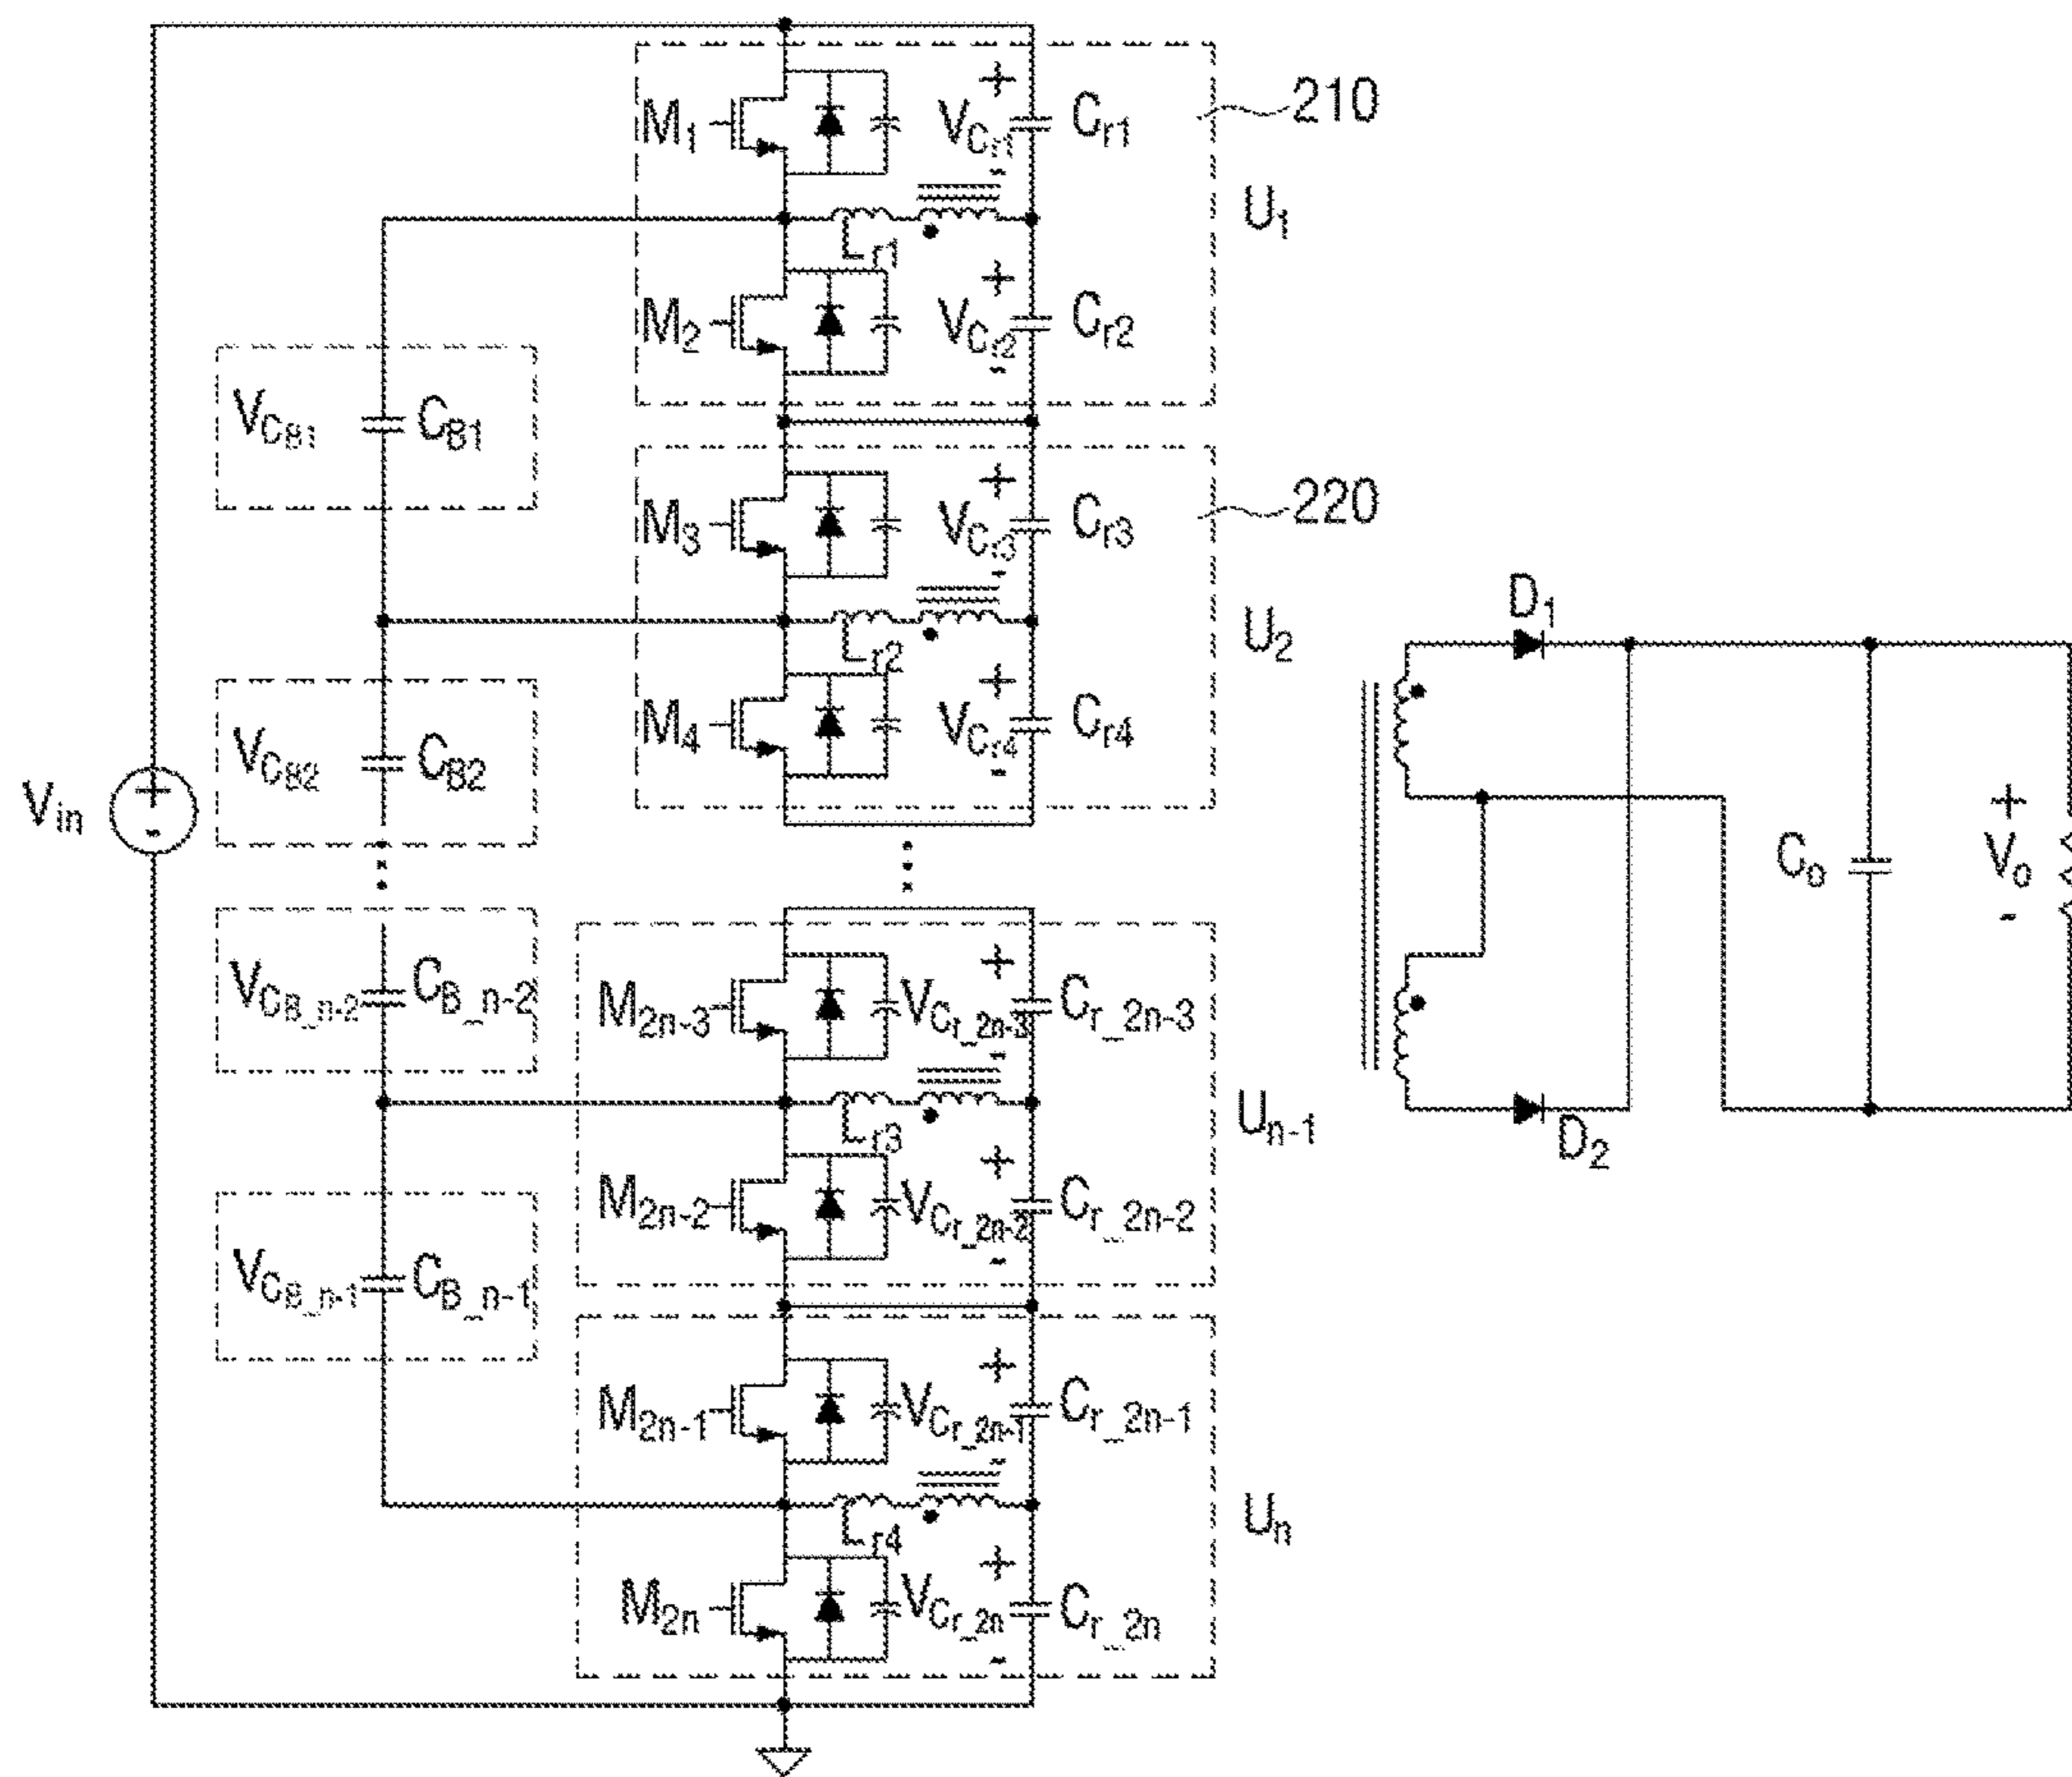 M1
+
VCr1
-
Cr1
210
U1
Lr1
M2
+
VCr2
-
Cr2
VCB1
CB1
M3
+
VCr3
-
Cr3
220
U2
Lr2
M4
+
VCr4
-
Cr4
VCB2
CB2
Vin
+
-
VCB_n-2
CB_n-2
M2n-3
+
VCr_2n-3
-
Cr_2n-3
Un-1
Lr3
M2n-2
+
VCr_2n-2
-
Cr_2n-2
VCB_n-1
CB_n-1
M2n-1
+
VCr_2n-1
-
Cr_2n-1
Un
Lr4
M2n
+
VCr_2n
-
Cr_2n
D1
D2
Co
+
Vo
-